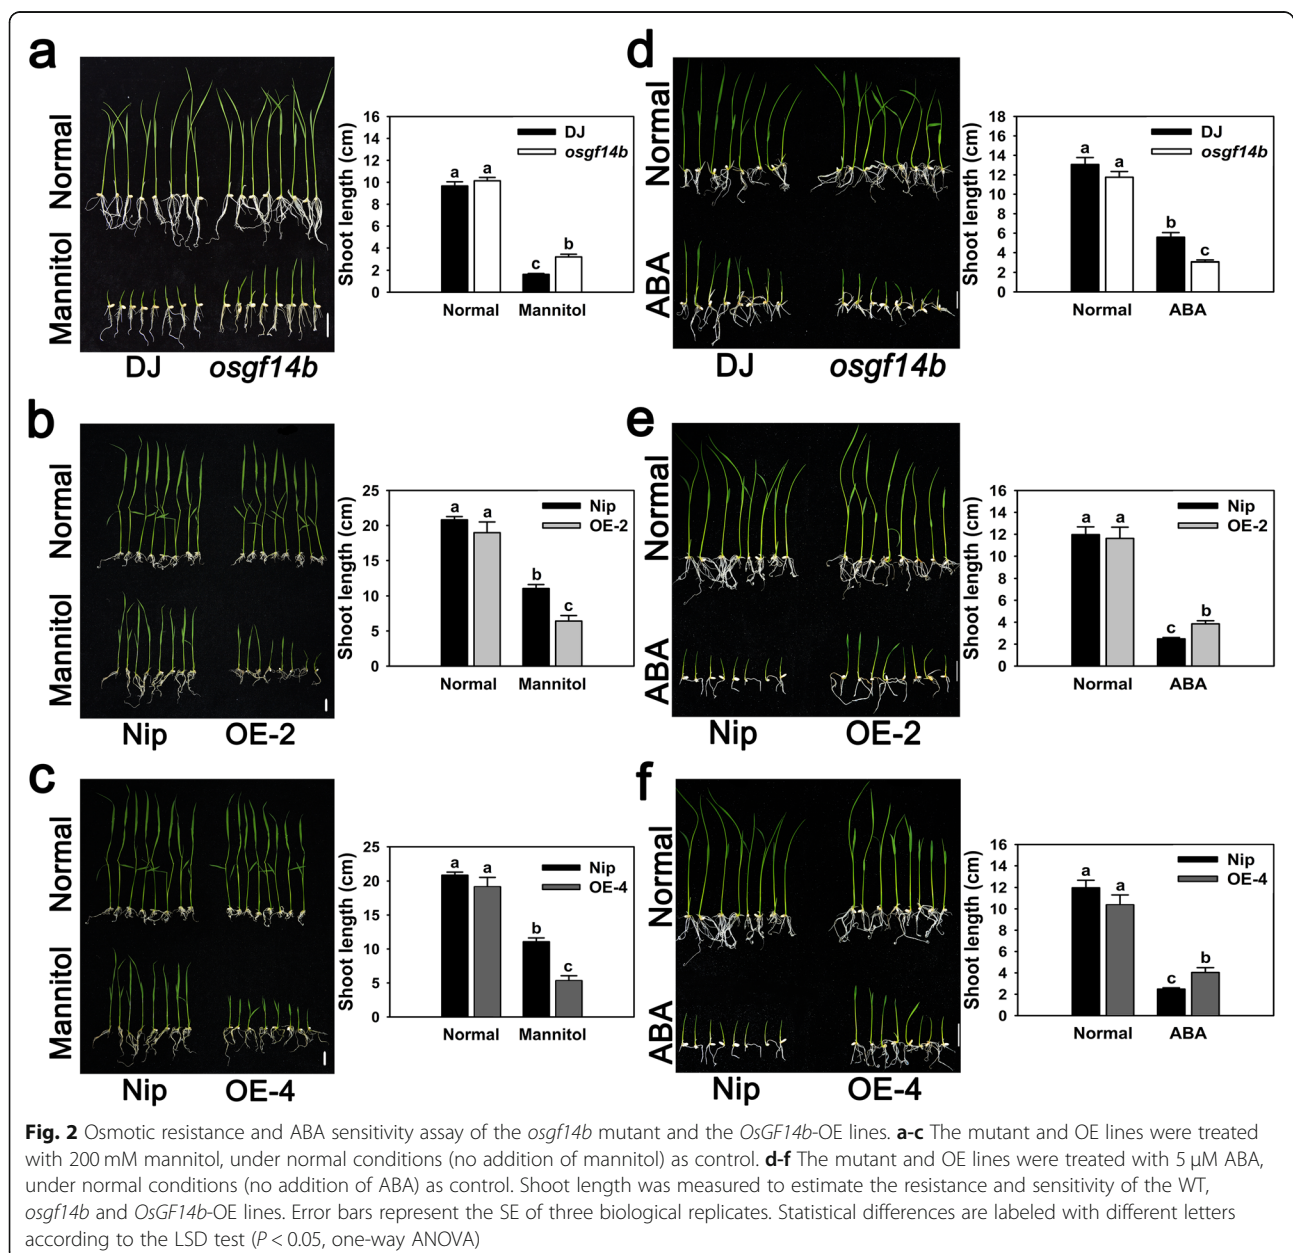 a
Normal
Mannitol
DJ osgf14b
Shoot length (cm)
16
14
12
10
8
6
4
2
0
DJ
osgf14b
a a
c b
Normal Mannitol
d
Normal
ABA
DJ osgf14b
Shoot length (cm)
18
16
14
12
10
8
6
4
2
0
DJ
osgf14b
a a
b c
Normal ABA
b
Normal
Mannitol
Nip OE-2
Shoot length (cm)
25
20
15
10
5
0
Nip
OE-2
a a
b c
Normal Mannitol
e
Normal
ABA
Nip OE-2
Shoot length (cm)
16
14
12
10
8
6
4
2
0
Nip
OE-2
a a
c b
Normal ABA
c
Normal
Mannitol
Nip OE-4
Shoot length (cm)
25
20
15
10
5
0
Nip
OE-4
a a
b c
Normal Mannitol
f
Normal
ABA
Nip OE-4
Shoot length (cm)
16
14
12
10
8
6
4
2
0
Nip
OE-4
a a
c b
Normal ABA
Fig. 2 Osmotic resistance and ABA sensitivity assay of the osgf14b mutant and the OsGF14b-OE lines. a-c The mutant and OE lines were treated
with 200 mM mannitol, under normal conditions (no addition of mannitol) as control. d-f The mutant and OE lines were treated with 5 μM ABA,
under normal conditions (no addition of ABA) as control. Shoot length was measured to estimate the resistance and sensitivity of the WT,
osgf14b and OsGF14b-OE lines. Error bars represent the SE of three biological replicates. Statistical differences are labeled with different letters
according to the LSD test (P < 0.05, one-way ANOVA)